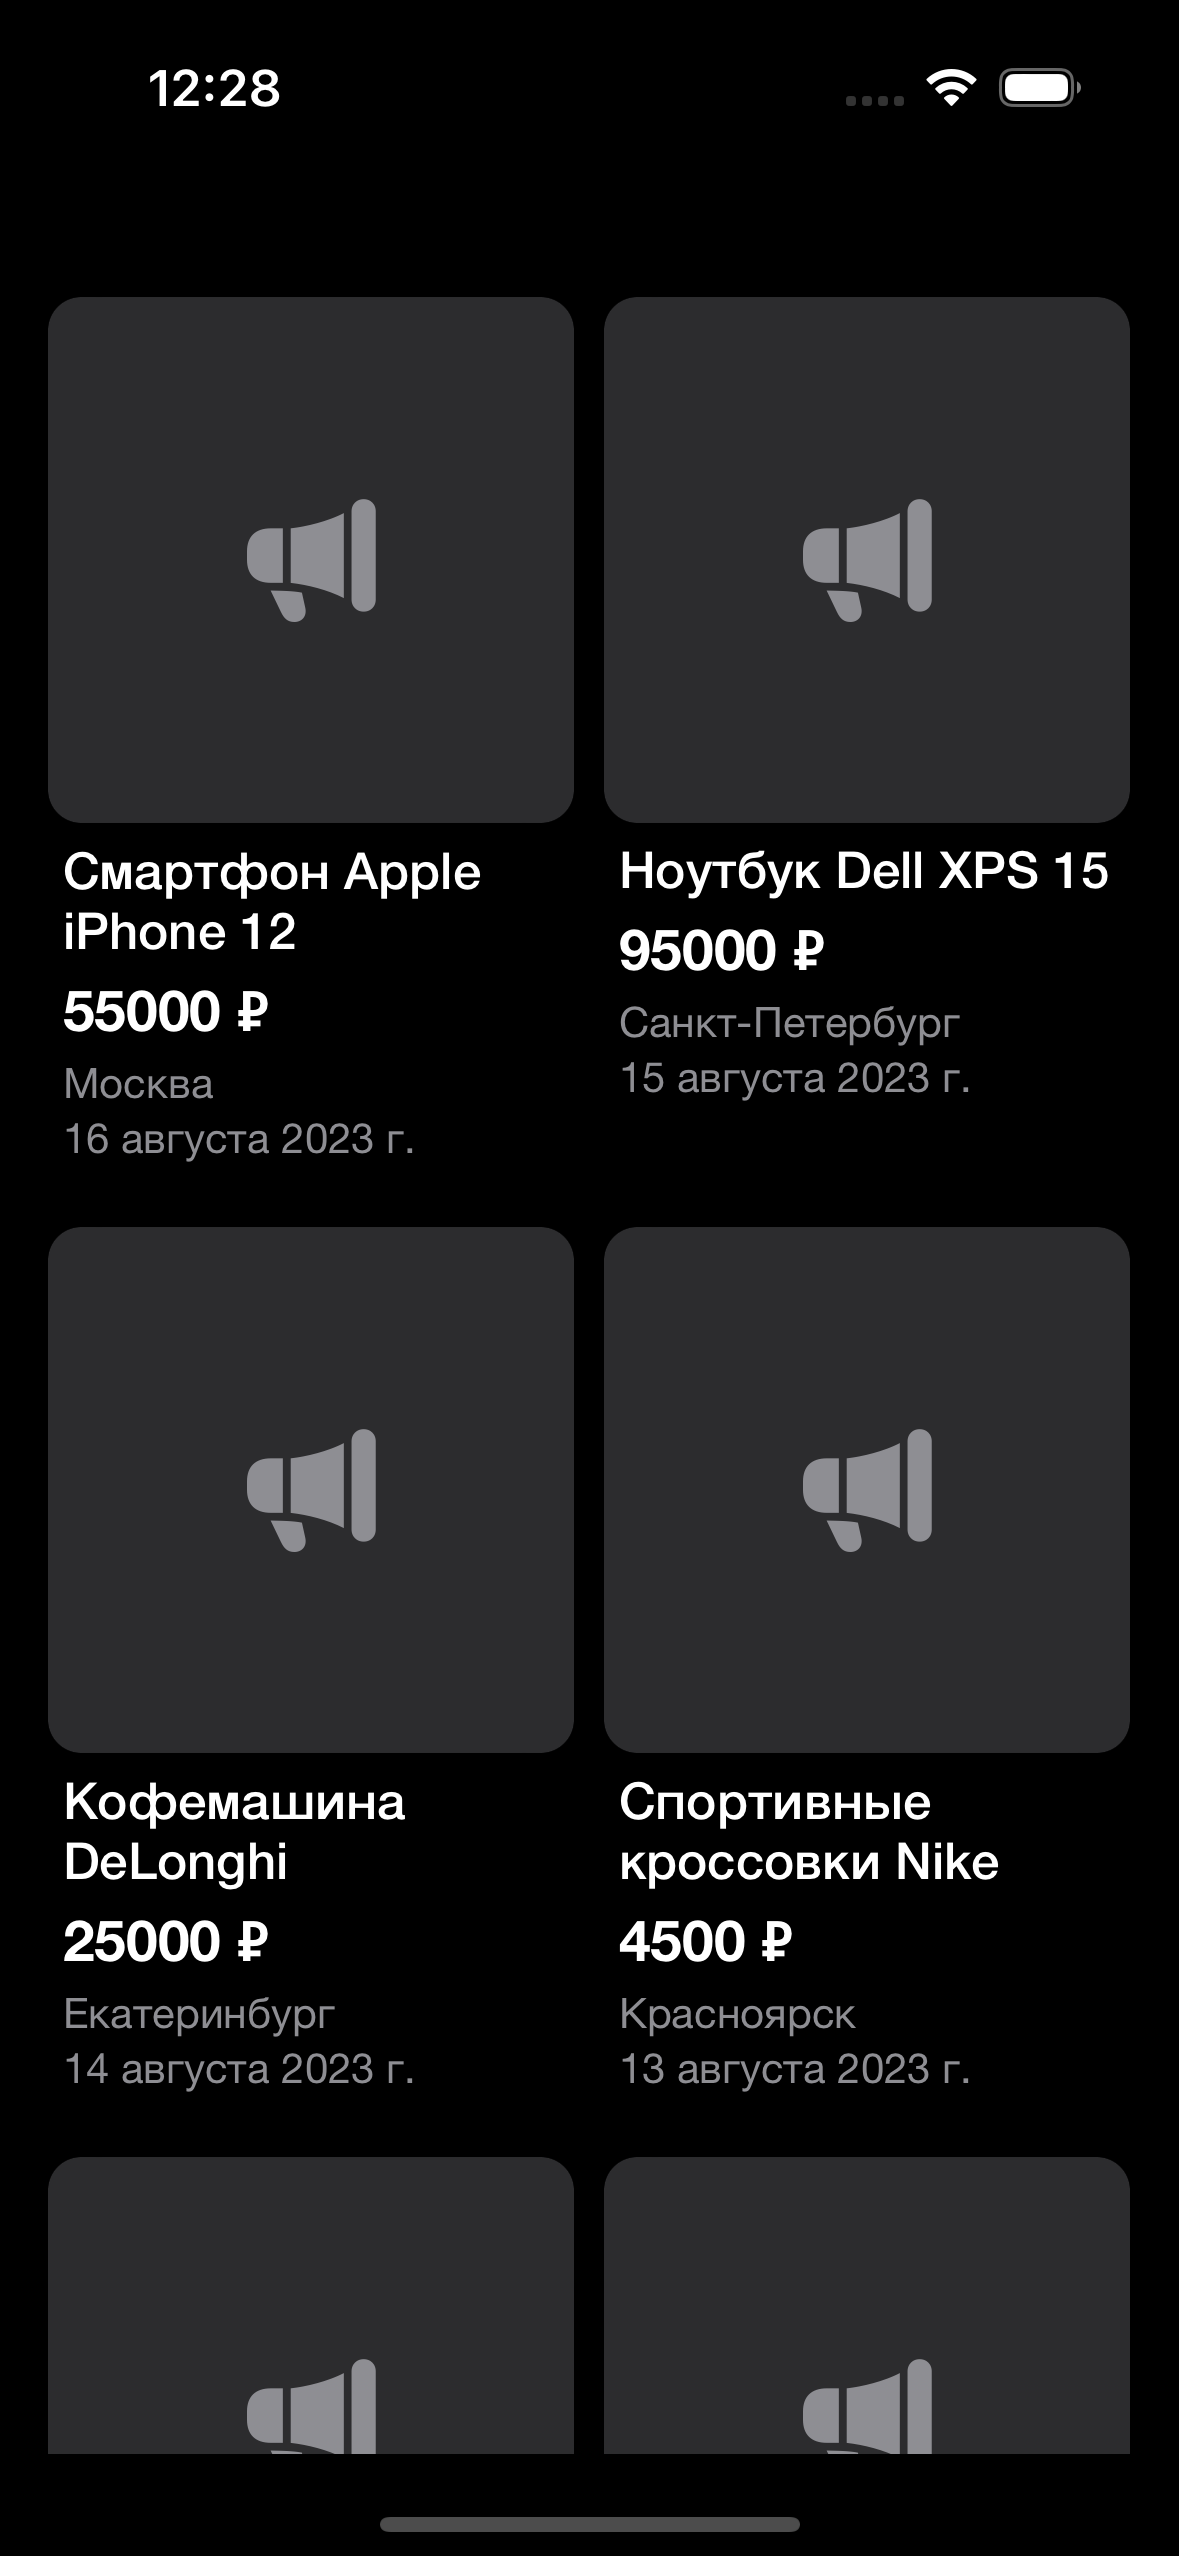 12:28
Смартфон Apple
iPhone 12
55000 ₽
Москва
16 августа 2023 г.
Ноутбук Dell XPS 15
95000 ₽
Санкт-Петербург
15 августа 2023 г.
Кофемашина
DeLonghi
25000 ₽
Екатеринбург
14 августа 2023 г.
Спортивные
кроссовки Nike
4500 ₽
Красноярск
13 августа 2023 г.